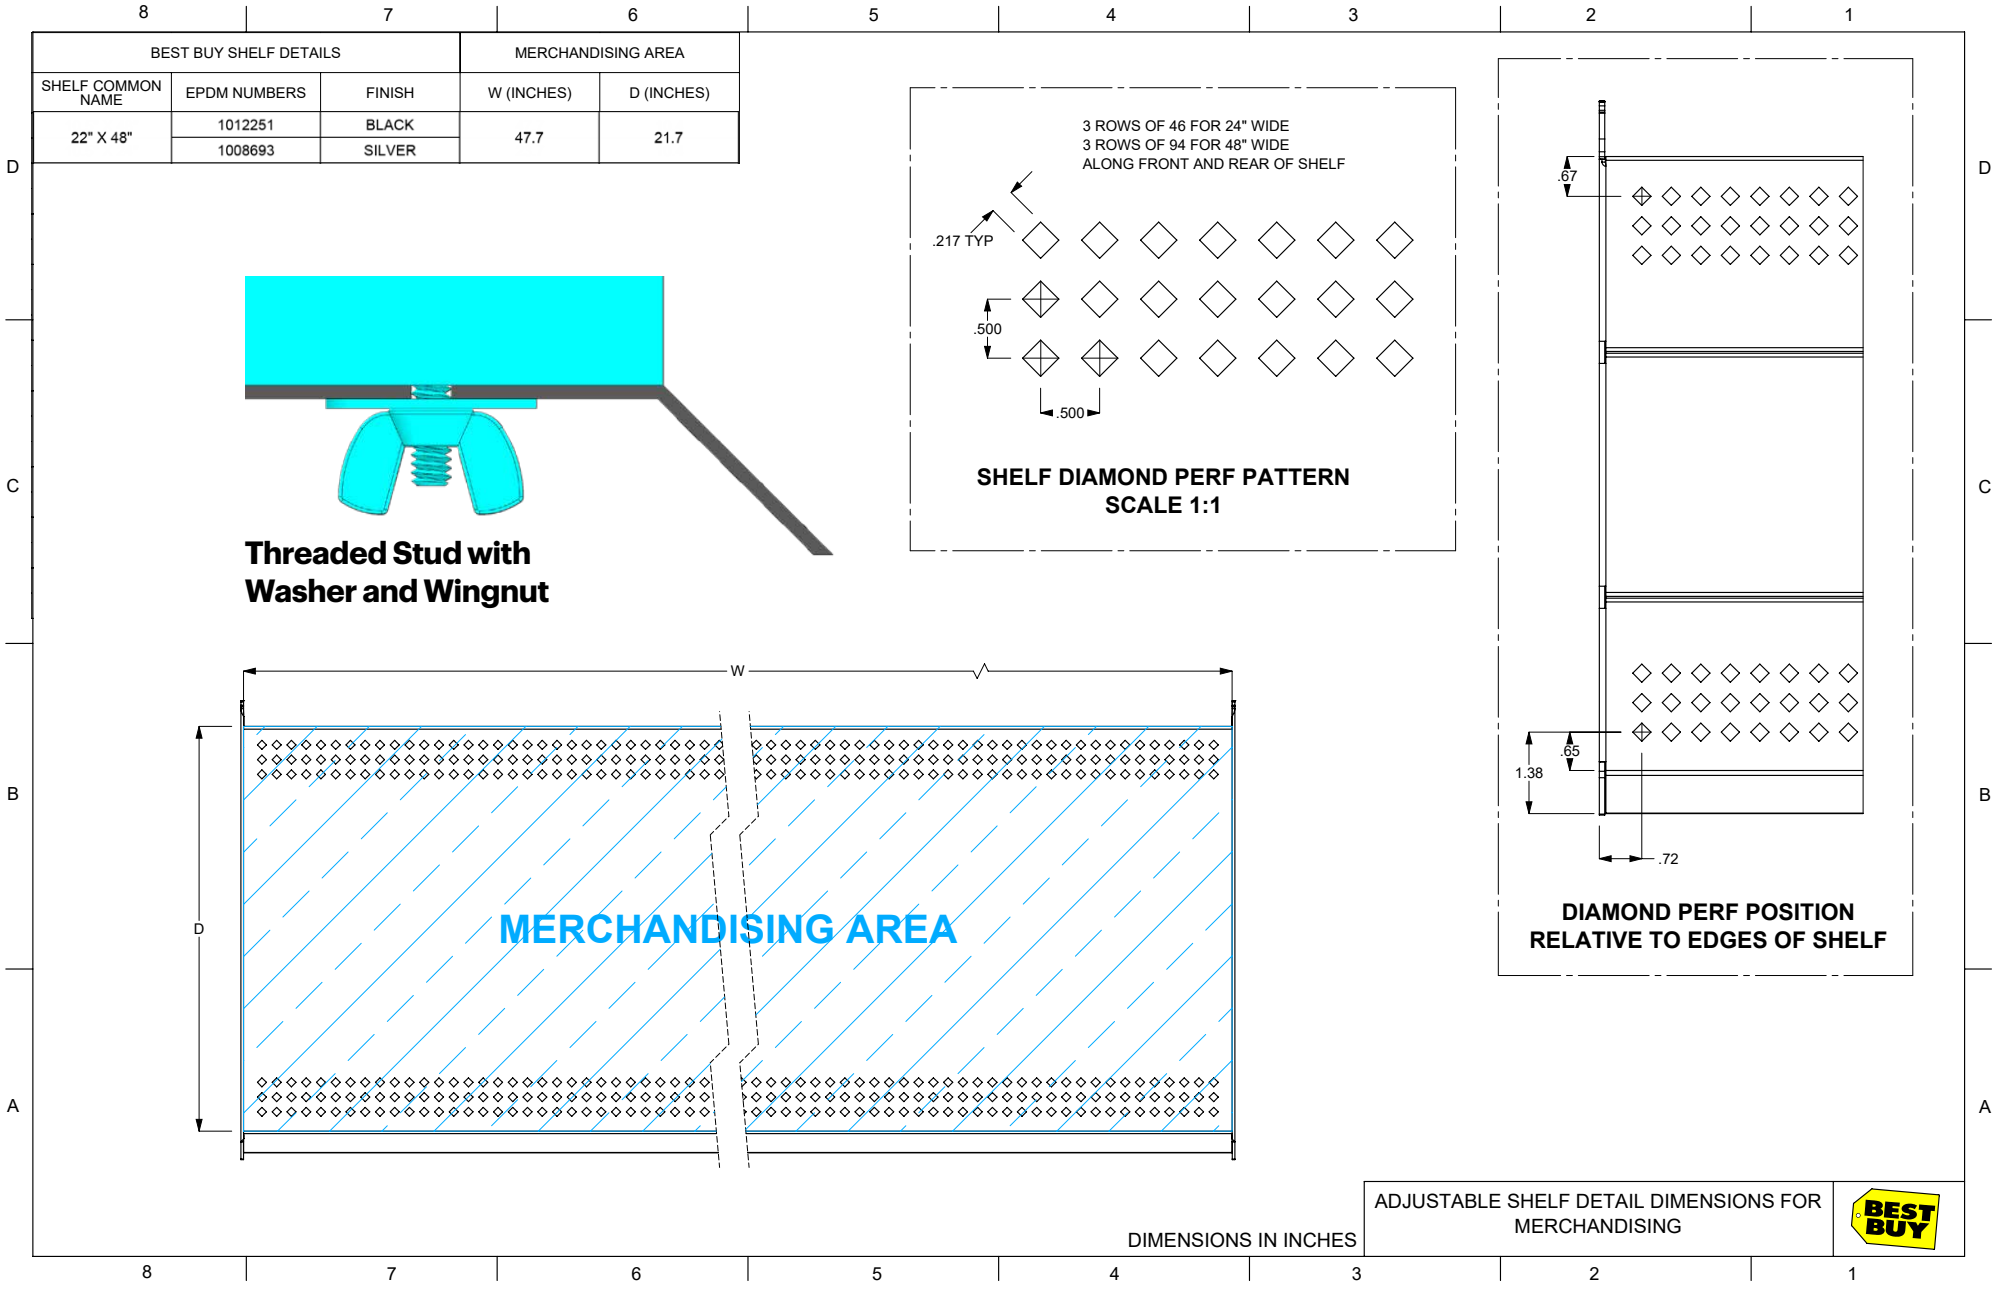 8 7 6 5 4 3 2 1
BEST BUY SHELF DETAILS MERCHANDISING AREA
SHELF COMMON NAME EPDM NUMBERS FINISH W (INCHES) D (INCHES)
22" X 48" 1012251 BLACK 47.7 21.7
1008693 SILVER
D
D
3 ROWS OF 46 FOR 24" WIDE
3 ROWS OF 94 FOR 48" WIDE
ALONG FRONT AND REAR OF SHELF
.217 TYP
.500
.500
SHELF DIAMOND PERF PATTERN
SCALE 1:1
.67
C
C
Threaded Stud with
Washer and Wingnut
W
D
MERCHANDISING AREA
.65
1.38
.72
DIAMOND PERF POSITION
RELATIVE TO EDGES OF SHELF
B
B
A
A
DIMENSIONS IN INCHES
ADJUSTABLE SHELF DETAIL DIMENSIONS FOR
MERCHANDISING
BEST
BUY
8 7 6 5 4 3 2 1